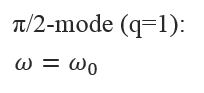 π/2-mode (q=1):
ω = ω₀